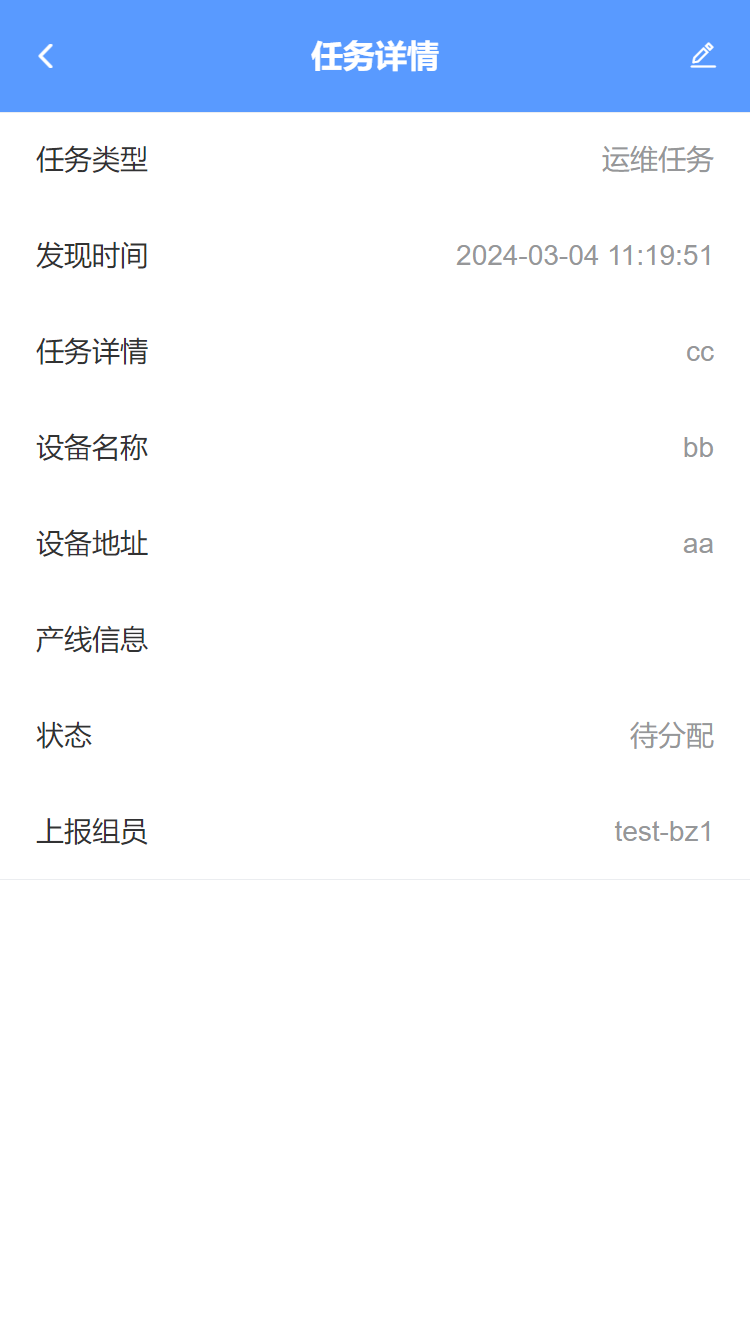 任务详情
任务类型 运维任务
发现时间 2024-03-04 11:19:51
任务详情 cc
设备名称 bb
设备地址 aa
产线信息
状态 待分配
上报组员 test-bz1